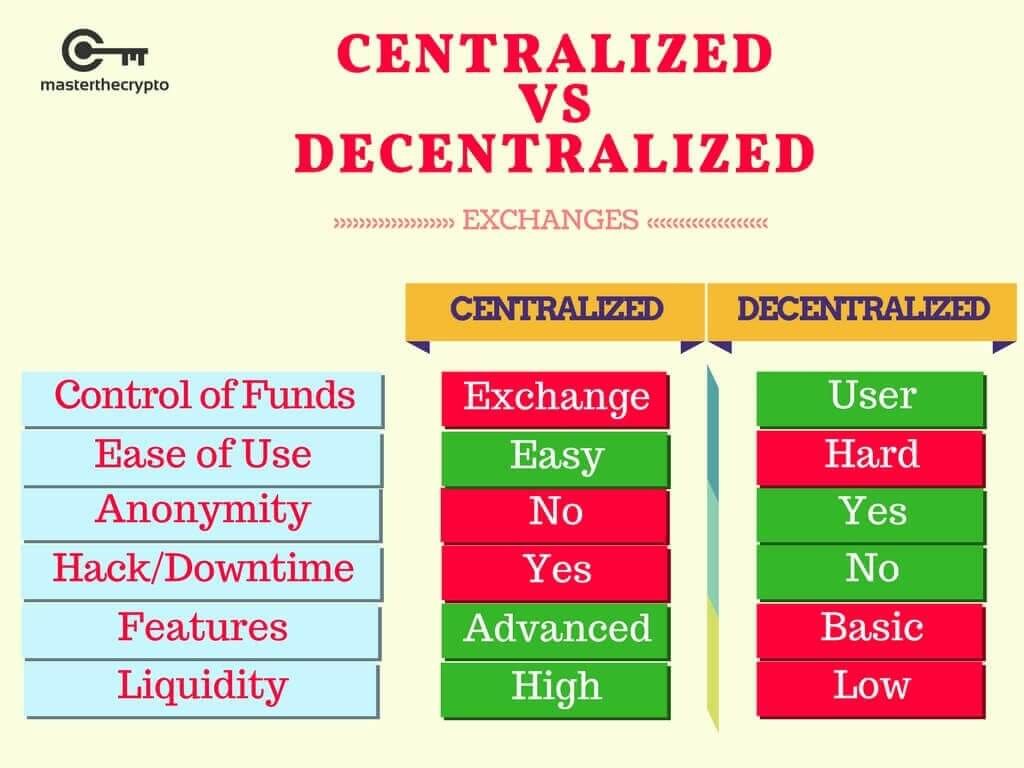 masterthecrypto
CENTRALIZED
VS
DECENTRALIZED
»»»»»»»»»» EXCHANGES ««««««««««
CENTRALIZED DECENTRALIZED
Control of Funds Exchange User
Ease of Use Easy Hard
Anonymity No Yes
Hack/Downtime Yes No
Features Advanced Basic
Liquidity High Low